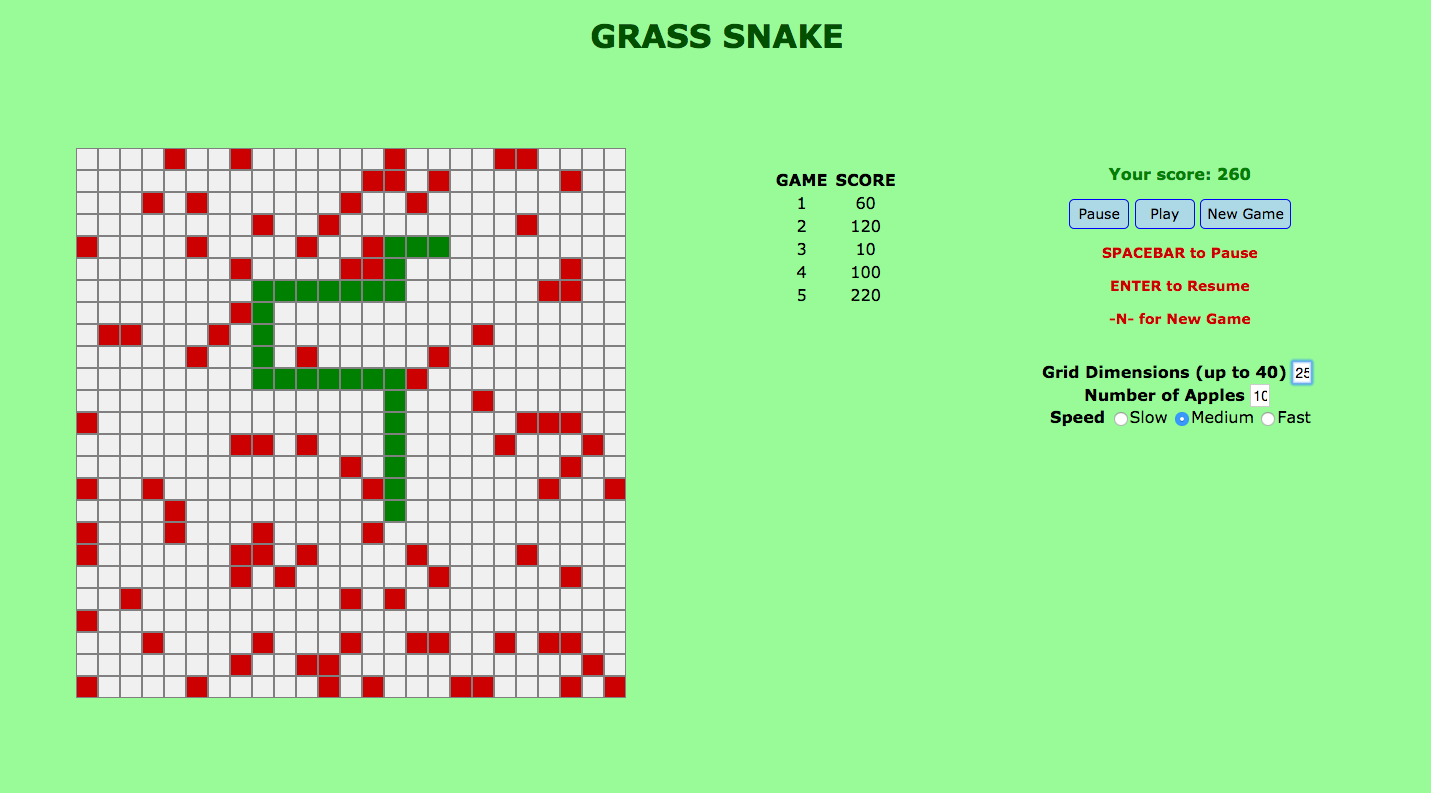 GRASS SNAKE
GAME SCORE
1 60
2 120
3 10
4 100
5 220
Your score: 260
Pause Play New Game
SPACEBAR to Pause
ENTER to Resume
-N- for New Game
Grid Dimensions (up to 40) 25
Number of Apples
Speed Slow Medium Fast